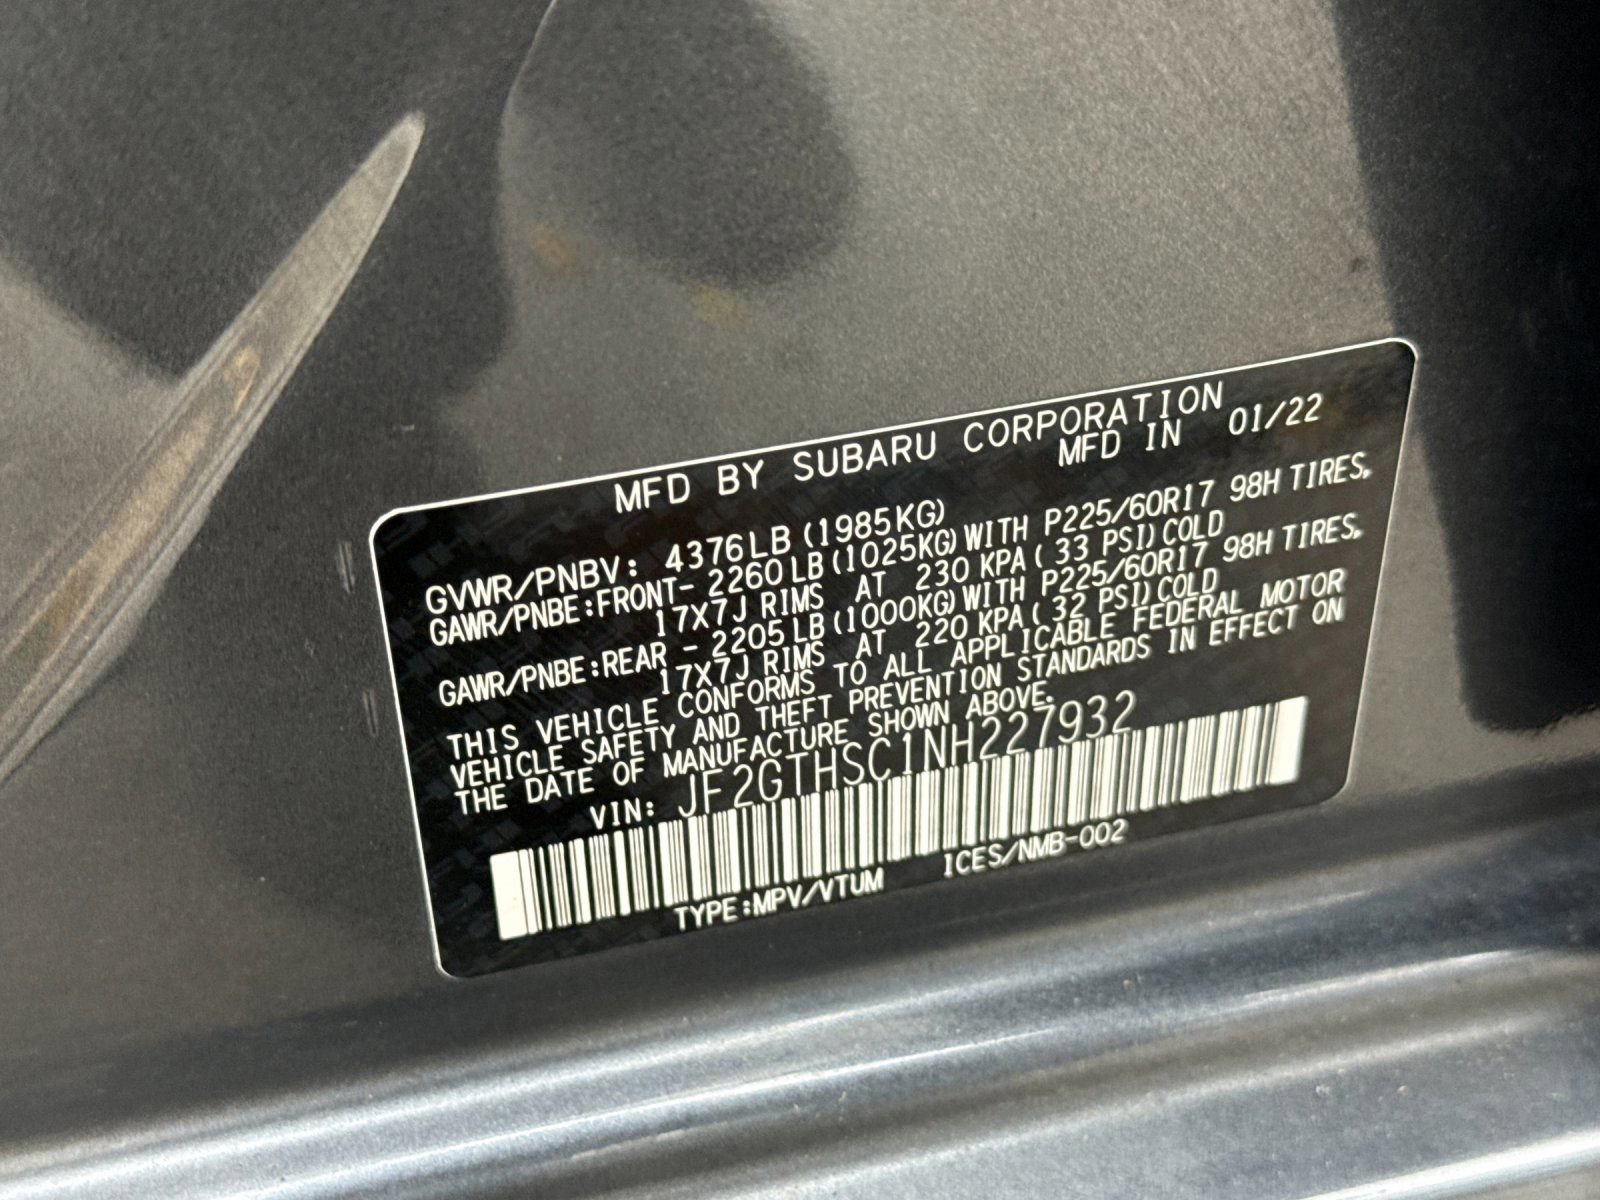 MFD BY SUBARU CORPORATION
MFD IN 01/22
GVWR/PNBV: 4376LB (1985KG)
GAWR/PNBE:FRONT- 2260LB (1025KG) WITH P225/60R17 98H TIRES,
17X7J RIMS AT 230 KPA ( 33 PSI) COLD
GAWR/PNBE:REAR - 2205LB (1000KG) WITH P225/60R17 98H TIRES,
17X7J RIMS AT 220 KPA ( 32 PSI) COLD
THIS VEHICLE CONFORMS TO ALL APPLICABLE FEDERAL MOTOR
VEHICLE SAFETY AND THEFT PREVENTION STANDARDS IN EFFECT ON
THE DATE OF MANUFACTURE SHOWN ABOVE.
VIN: JF2GTHSC1NH227932
TYPE:MPV/VTUM ICES/NMB-002